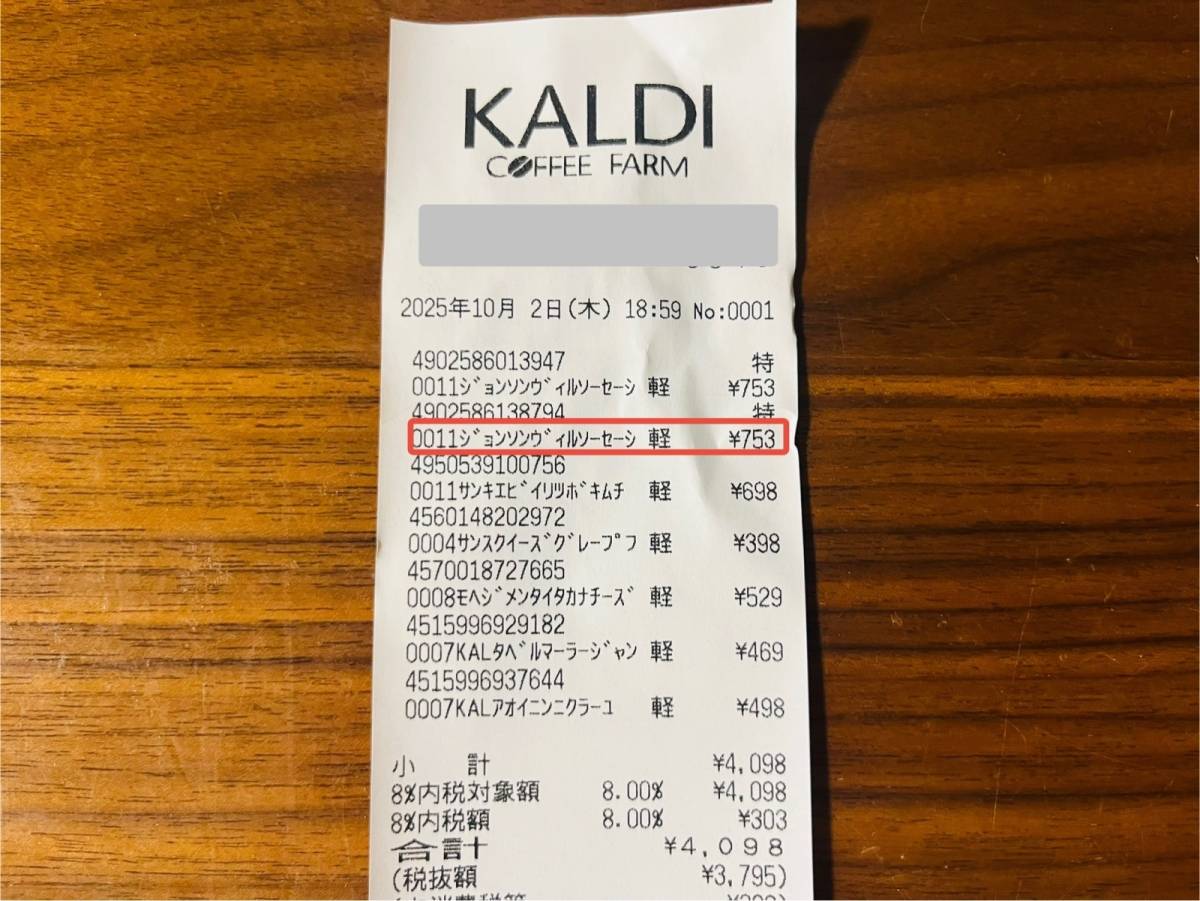 KALDI
COFFEE FARM
2025年10月 2日(木) 18:59 No:0001
4902586013947 特
0011ジョンソンヴィルソーセーシ 軽 ¥753
4902586138794 特
0011ジョンソンヴィルソーセーシ 軽 ¥753
4950539100756
0011サンキエビイリツボキムチ 軽 ¥698
4560148202972
0004サンスクイーズグレープフ 軽 ¥398
4570018727665
0008モヘジメンタイタカナチーズ 軽 ¥529
4515996929182
0007KALタベルマーラージャン 軽 ¥469
4515996937644
0007KALアオイニンニクラーユ 軽 ¥498
小 計 ¥4,098
8%内税対象額 8.00% ¥4,098
8%内税額 8.00% ¥303
合計 ¥4,098
(税抜額 ¥3,795)